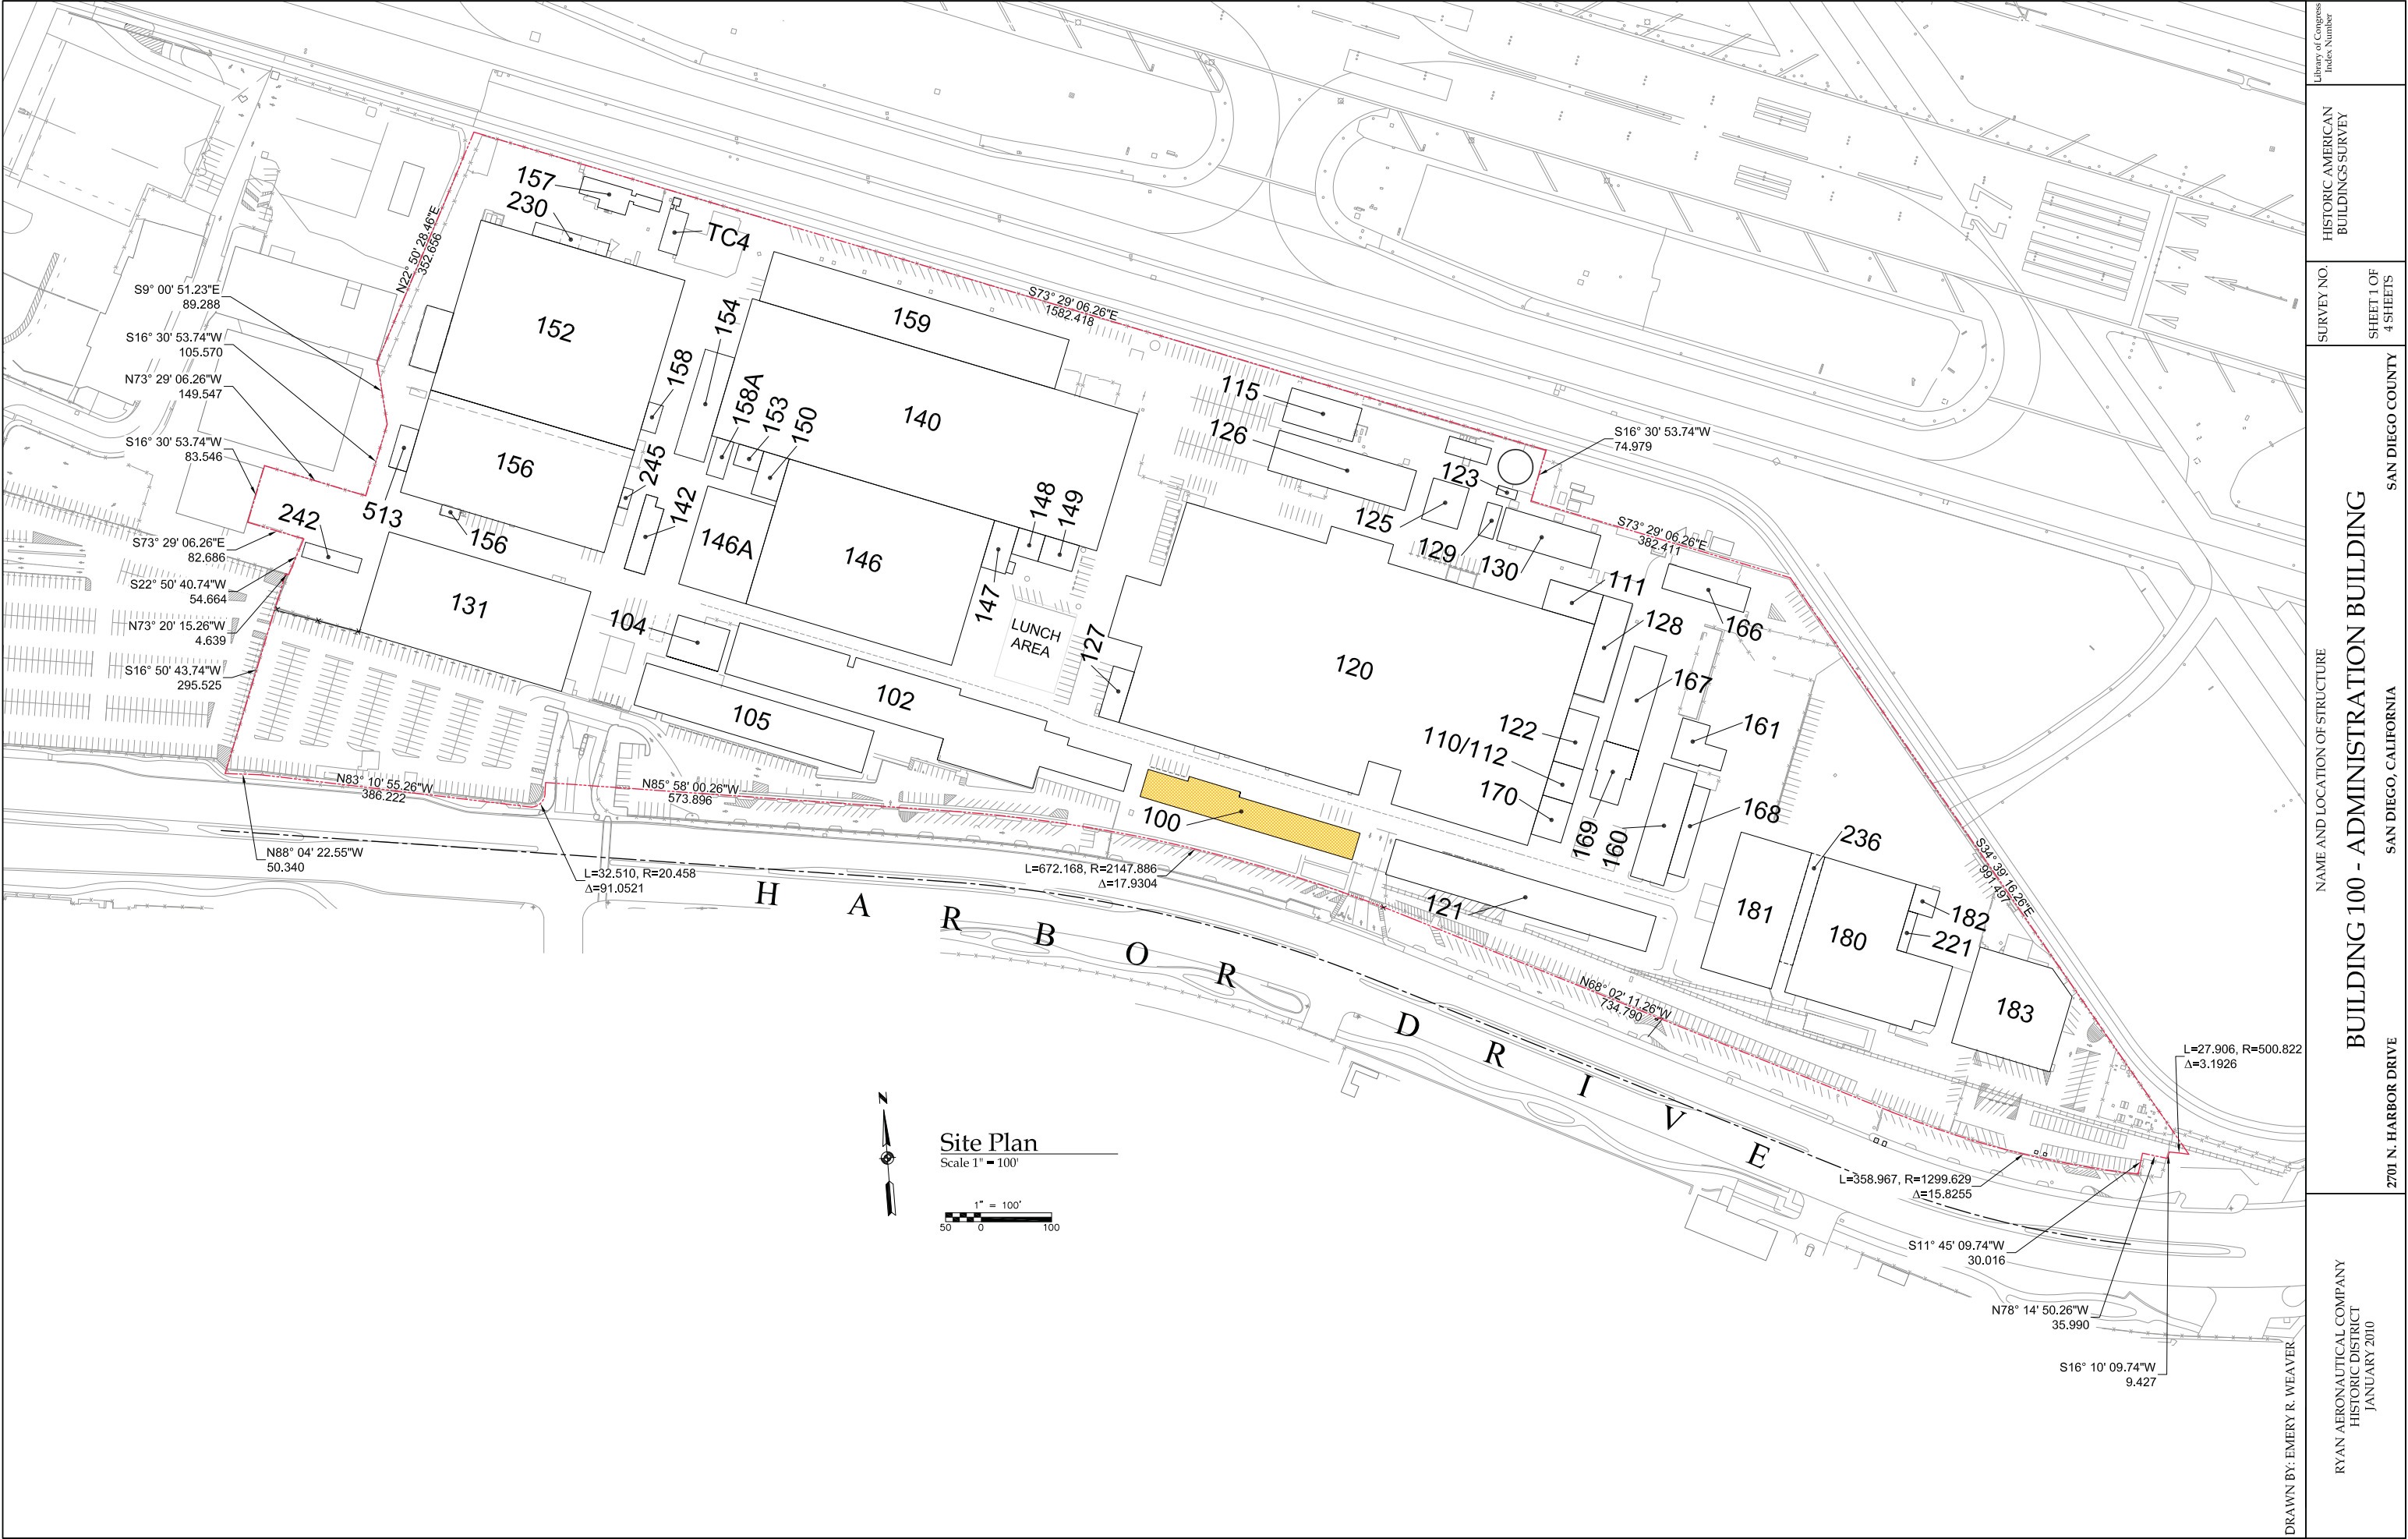 157
230
TC4
N22° 50' 28.46"E
352.656
S9° 00' 51.23"E
89.288
S16° 30' 53.74"W
105.570
N73° 29' 06.26"W
149.547
S16° 30' 53.74"W
83.546
S73° 29' 06.26"E
82.686
S22° 50' 40.74"W
54.664
N73° 20' 15.26"W
4.639
S16° 50' 43.74"W
295.525
152
154
158
159
S73° 29' 06.26"E
1582.418
158A
153
150
140
156
245
142
513
242
156
131
146A
146
148
149
147
LUNCH
AREA
127
104
102
105
115
126
123
125
129
130
S16° 30' 53.74"W
74.979
S73° 29' 06.26"E
382.411
111
128
166
120
167
122
161
110/112
170
169
160
168
236
100
121
181
180
182
221
183
S34° 39' 16.26"E
991.497
N83° 10' 55.26"W
386.222
N85° 58' 00.26"W
573.896
N88° 04' 22.55"W
50.340
L=32.510, R=20.458
Δ=91.0521
L=672.168, R=2147.886
Δ=17.9304
N68° 02' 11.26"W
734.790
HARBOR DRIVE
L=27.906, R=500.822
Δ=3.1926
L=358.967, R=1299.629
Δ=15.8255
S11° 45' 09.74"W
30.016
N78° 14' 50.26"W
35.990
S16° 10' 09.74"W
9.427
N
Site Plan
Scale 1" = 100'
1" = 100'
50 0 100
DRAWN BY: EMERY R. WEAVER
RYAN AERONAUTICAL COMPANY
HISTORIC DISTRICT
JANUARY 2010
NAME AND LOCATION OF STRUCTURE
BUILDING 100 - ADMINISTRATION BUILDING
2701 N. HARBOR DRIVE SAN DIEGO, CALIFORNIA SAN DIEGO COUNTY
SURVEY NO.
SHEET 1 OF
4 SHEETS
HISTORIC AMERICAN
BUILDINGS SURVEY
Library of Congress
Index Number